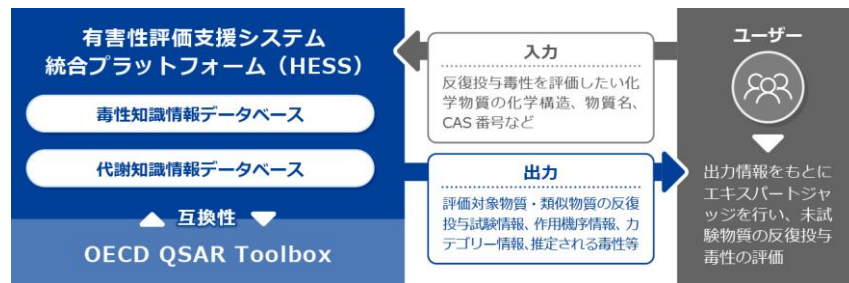 有害性評価支援システム
統合プラットフォーム（HESS）
毒性知識情報データベース
代謝知識情報データベース
互換性
OECD QSAR Toolbox
入力
反復投与毒性を評価したい化
学物質の化学構造、物質名、
CAS 番号など
出力
評価対象物質・類似物質の反復
投与試験情報、作用機序情報、カ
テゴリー情報、推定される毒性等
ユーザー
出力情報をもとに
エキスパートジャ
ッジを行い、未試
験物質の反復投与
毒性の評価